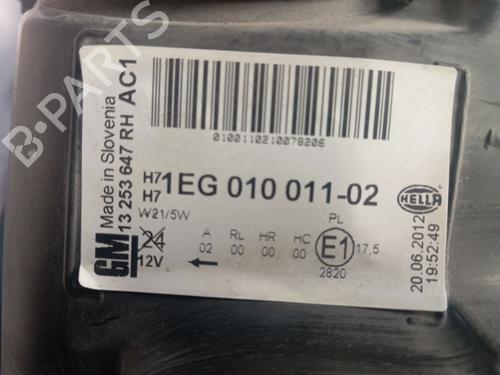 B-PARTS
GM
Made in Slovenia
13 253 647 RH AC1
0100110210078206
H7
H7
1EG 010 011-02
W21/5W
24
12V
A RL HR HC
02 00 00 00
PL
E1
17,5
2820
HELLA
20.06.2012
19:52:49